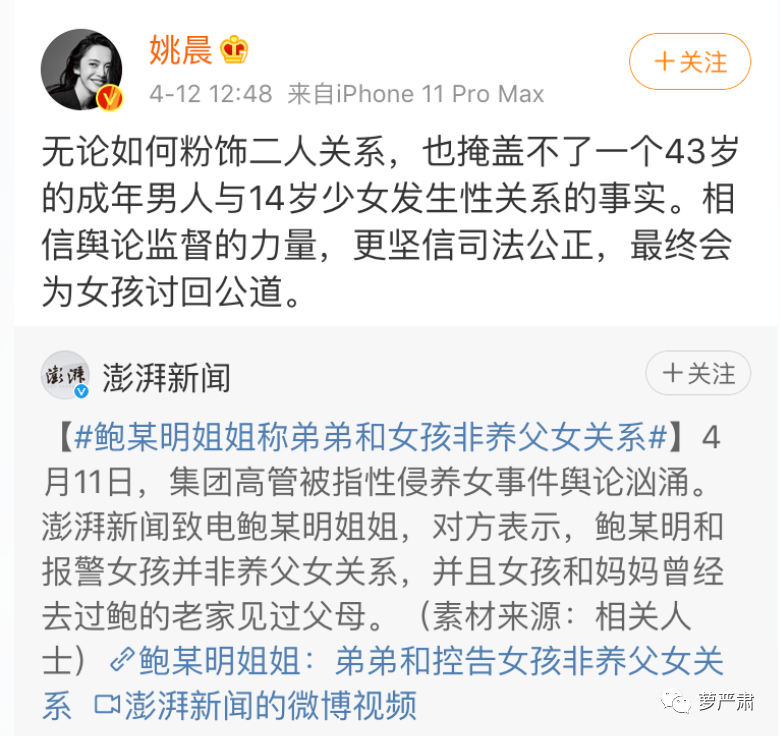 姚晨
+关注
4-12 12:48 来自iPhone 11 Pro Max
无论如何粉饰二人关系，也掩盖不了一个43岁
的成年男人与14岁少女发生性关系的事实。相
信舆论监督的力量，更坚信司法公正，最终会
为女孩讨回公道。
澎湃
澎湃新闻
+关注
【#鲍某明姐姐称弟弟和女孩非养父女关系#】4
月11日，集团高管被指性侵养女事件舆论汹涌。
澎湃新闻致电鲍某明姐姐，对方表示，鲍某明和
报警女孩并非养父女关系，并且女孩和妈妈曾经
去过鲍的老家见过父母。（素材来源：相关人
士）鲍某明姐姐：弟弟和控告女孩非养父女关
系 澎湃新闻的微博视频
萝严肃